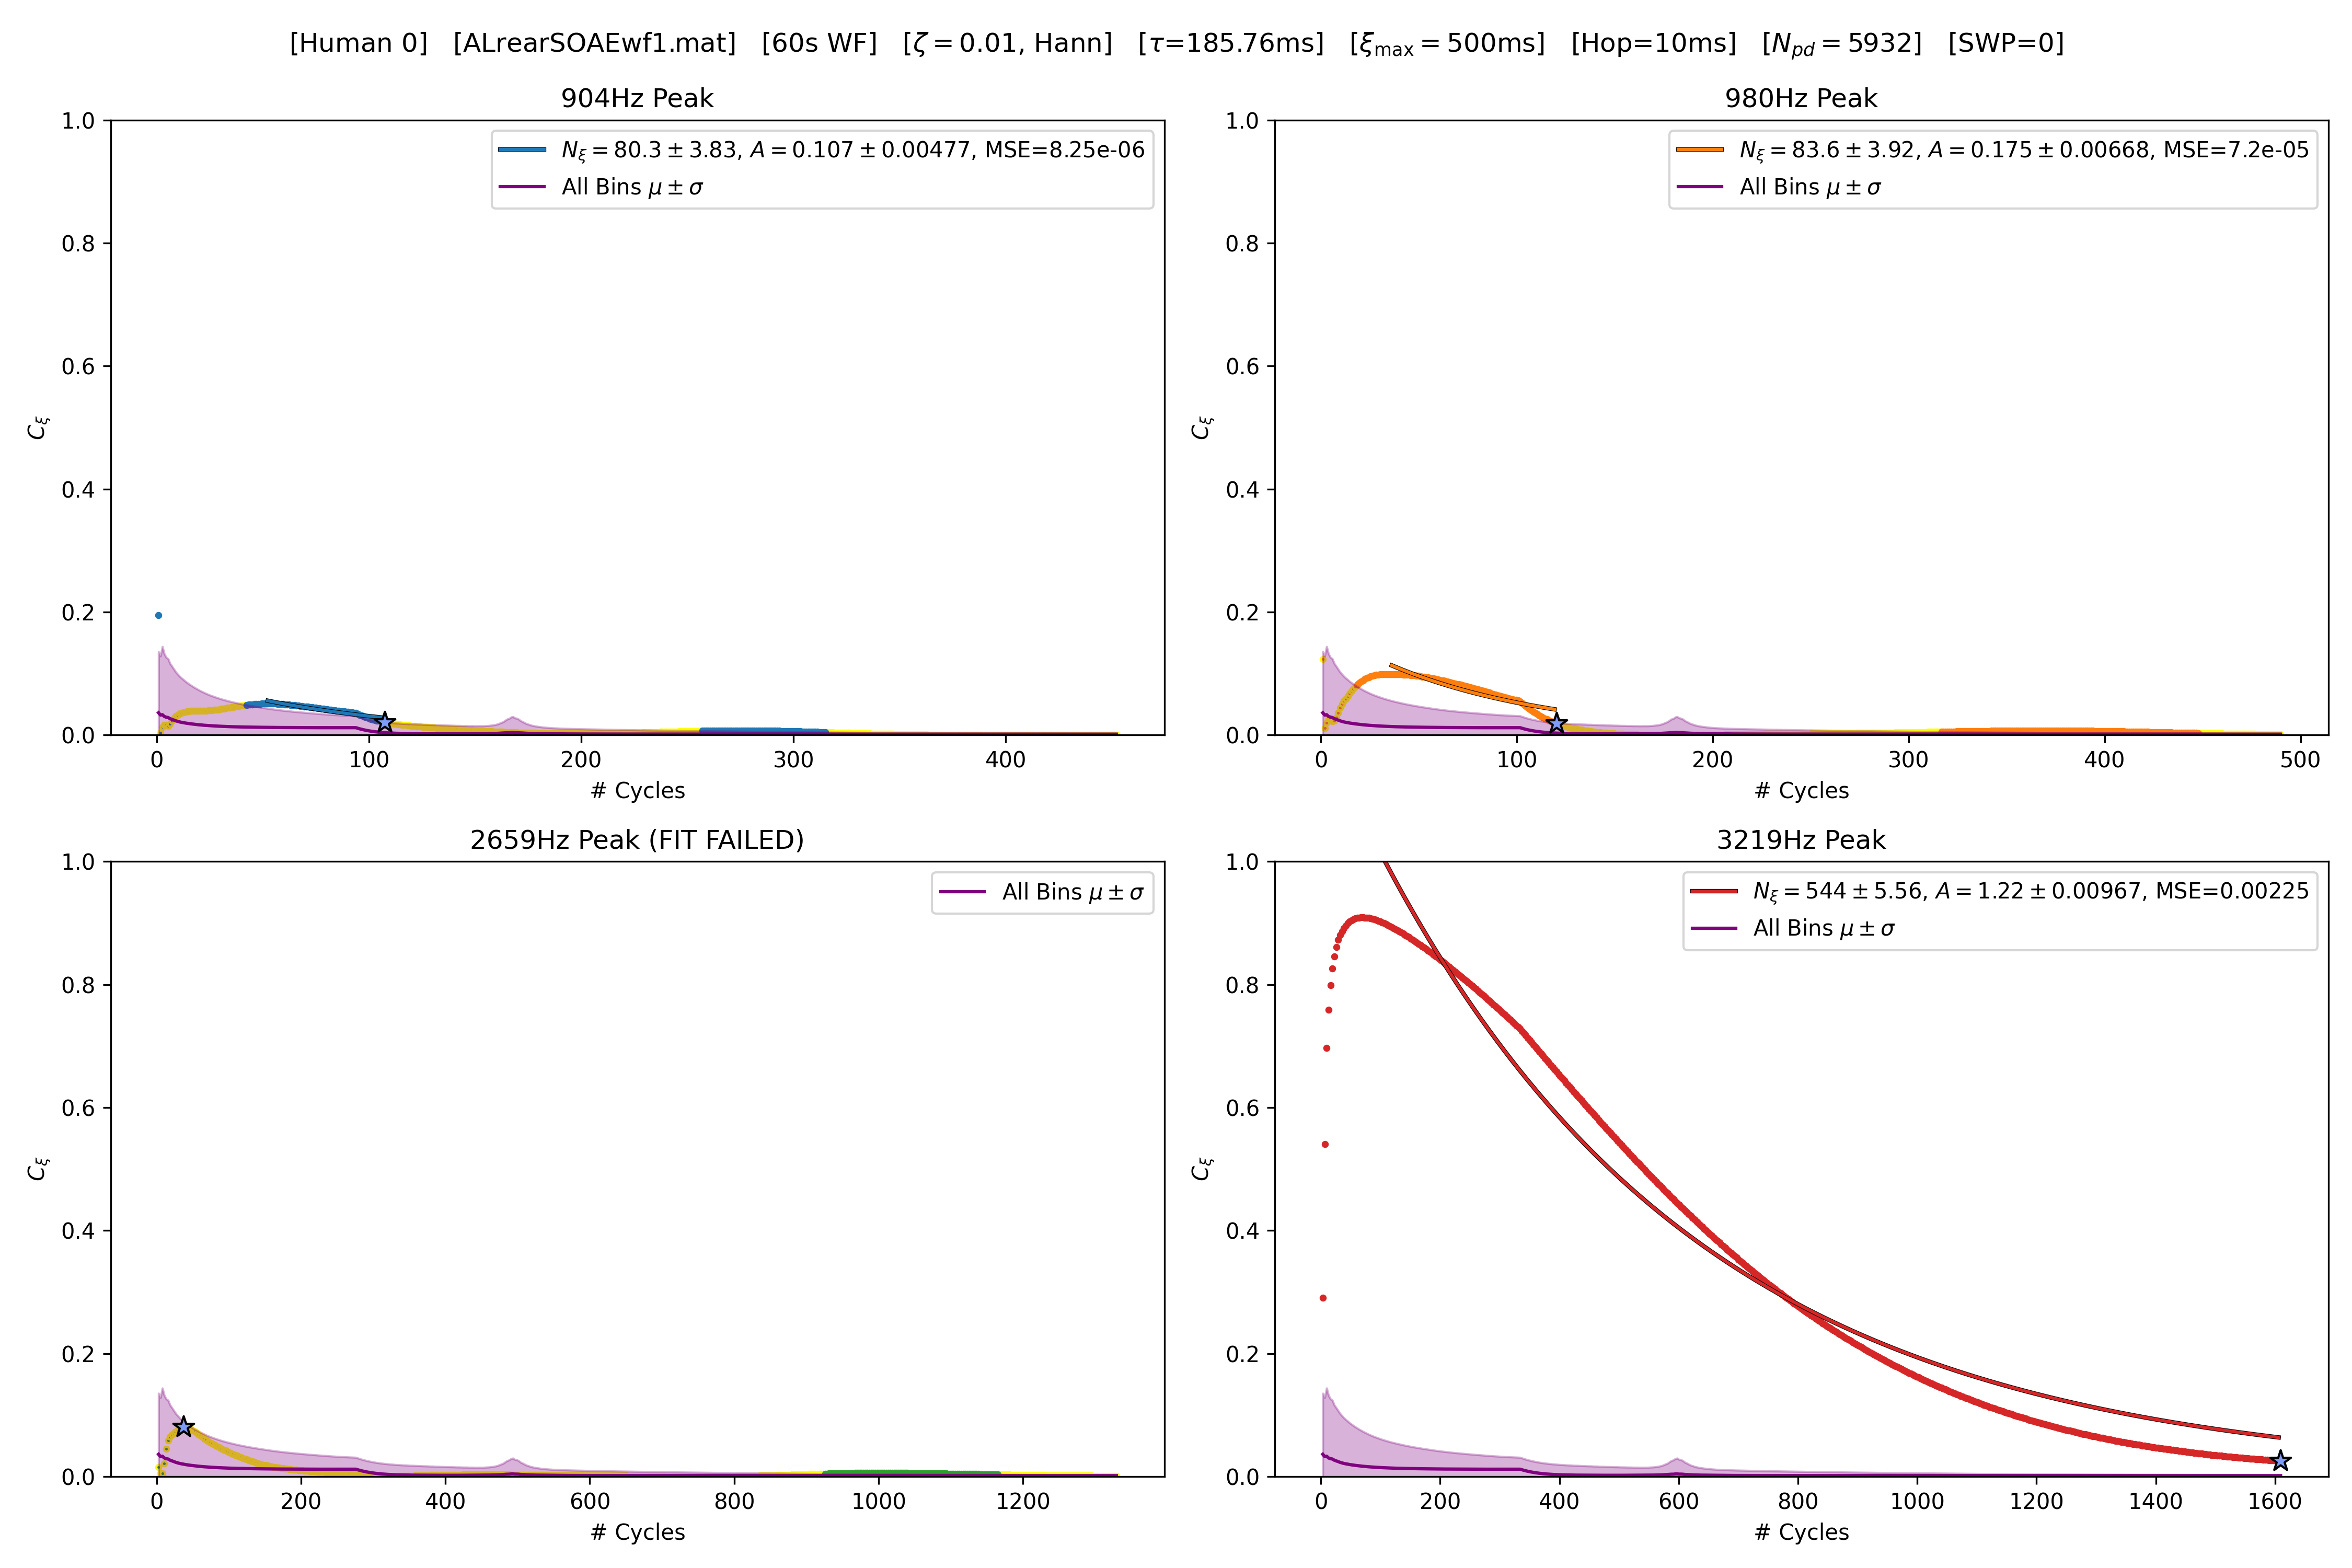 [Human 0]   [ALrearSOAEwf1.mat]   [60s WF]   [ζ = 0.01, Hann]   [τ=185.76ms]   [ξmax = 500ms]   [Hop=10ms]   [Npd = 5932]   [SWP=0]
904Hz Peak
Nξ = 80.3 ± 3.83, A = 0.107 ± 0.00477, MSE=8.25e-06
All Bins μ ± σ
1.0
0.8
0.6
0.4
0.2
0.0
Cξ
0 100 200 300 400
# Cycles
980Hz Peak
Nξ = 83.6 ± 3.92, A = 0.175 ± 0.00668, MSE=7.2e-05
All Bins μ ± σ
1.0
0.8
0.6
0.4
0.2
0.0
Cξ
0 100 200 300 400 500
# Cycles
2659Hz Peak (FIT FAILED)
All Bins μ ± σ
1.0
0.8
0.6
0.4
0.2
0.0
Cξ
0 200 400 600 800 1000 1200
# Cycles
3219Hz Peak
Nξ = 544 ± 5.56, A = 1.22 ± 0.00967, MSE=0.00225
All Bins μ ± σ
1.0
0.8
0.6
0.4
0.2
0.0
Cξ
0 200 400 600 800 1000 1200 1400 1600
# Cycles